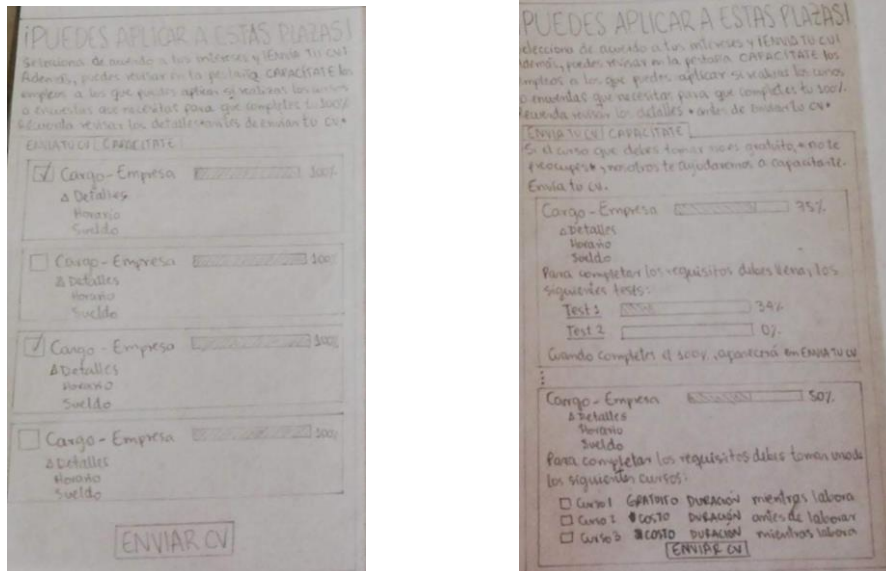 ¡PUEDES APLICAR A ESTAS PLAZAS!
Selecciona de acuerdo a tus intereses y ¡ENVIA TU CV!
Además, puedes revisar en la pestaña CAPACÍTATE los
empleos a los que puedes aplicar si realizas los cursos
o encuestas que necesitas para que completes tu 100%
Recuerda revisar los detalles antes de enviar tu CV
ENVIA TU CV CAPACITATE
Cargo - Empresa 100%
Detalles
Horario
Sueldo
Cargo - Empresa 100%
Detalles
Horario
Sueldo
Cargo - Empresa 100%
Detalles
Horario
Sueldo
Cargo - Empresa 100%
Detalles
Horario
Sueldo
ENVIAR CV
PUEDES APLICAR A ESTAS PLAZAS!
elecciona de acuerdo a tus intereses y ¡ENVIA TU CV!
demás, puedes revisar en la pestaña CAPACÍTATE los
empleos a los que puedes aplicar si realizas los cursos
o encuestas que necesitas para que completes tu 100%.
Recuerda revisar los detalles antes de enviar tu CV
ENVIA TU CV CAPACITATE
Si el curso que debes tomar no es gratuito, no te
preocupes, nosotros te ayudaremos a capacitarte.
Envía tu cv.
Cargo - Empresa 75%
Detalles
Horario
Sueldo
Para completar los requisitos debes llenar los
siguientes tests:
Test 1 34%
Test 2 0%
Cuando completes el 100%, aparecerá en ENVIA TU CV
Cargo - Empresa 50%
Detalles
Horario
Sueldo
Para completar los requisitos debes tomar uno de
los siguientes cursos:
Curso 1 GRATUITO DURACIÓN mientras labora
Curso 2 $COSTO DURACIÓN antes de laborar
Curso 3 $COSTO DURACIÓN mientras labora
ENVIAR CV